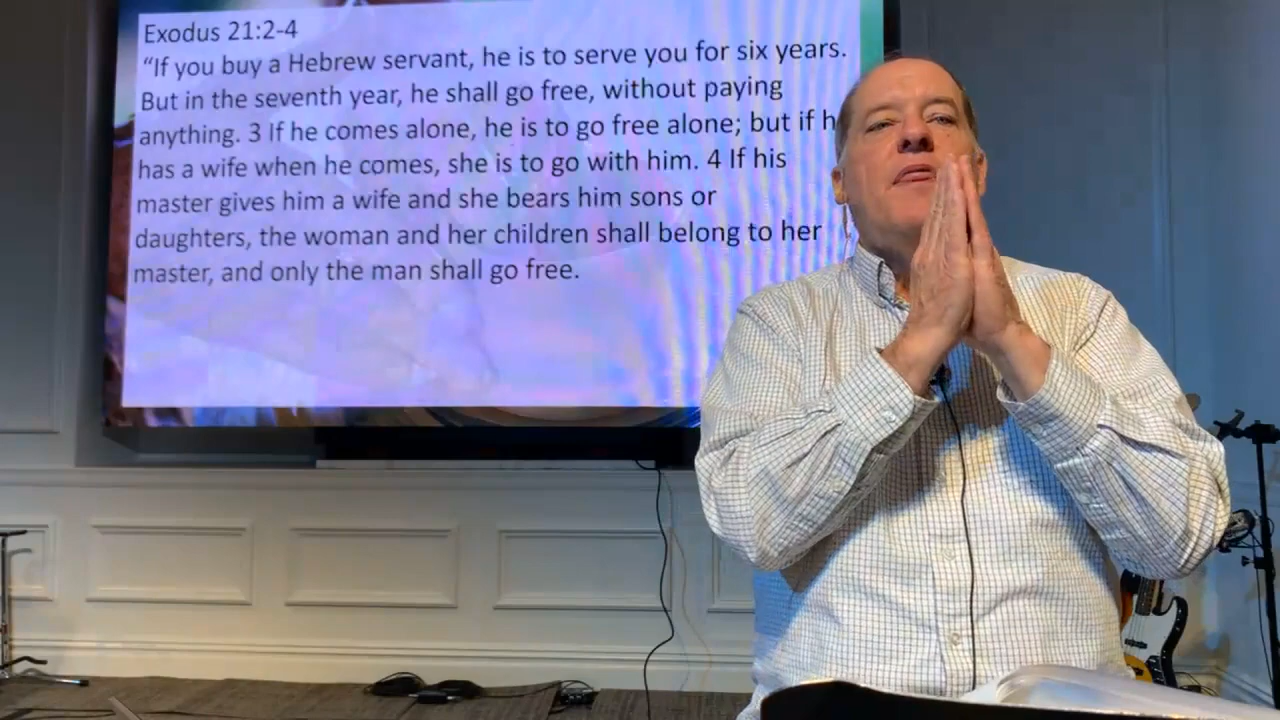 Exodus 21:2-4
“If you buy a Hebrew servant, he is to serve you for six years.
But in the seventh year, he shall go free, without paying
anything. 3 If he comes alone, he is to go free alone; but if h
has a wife when he comes, she is to go with him. 4 If his
master gives him a wife and she bears him sons or
daughters, the woman and her children shall belong to her
master, and only the man shall go free.